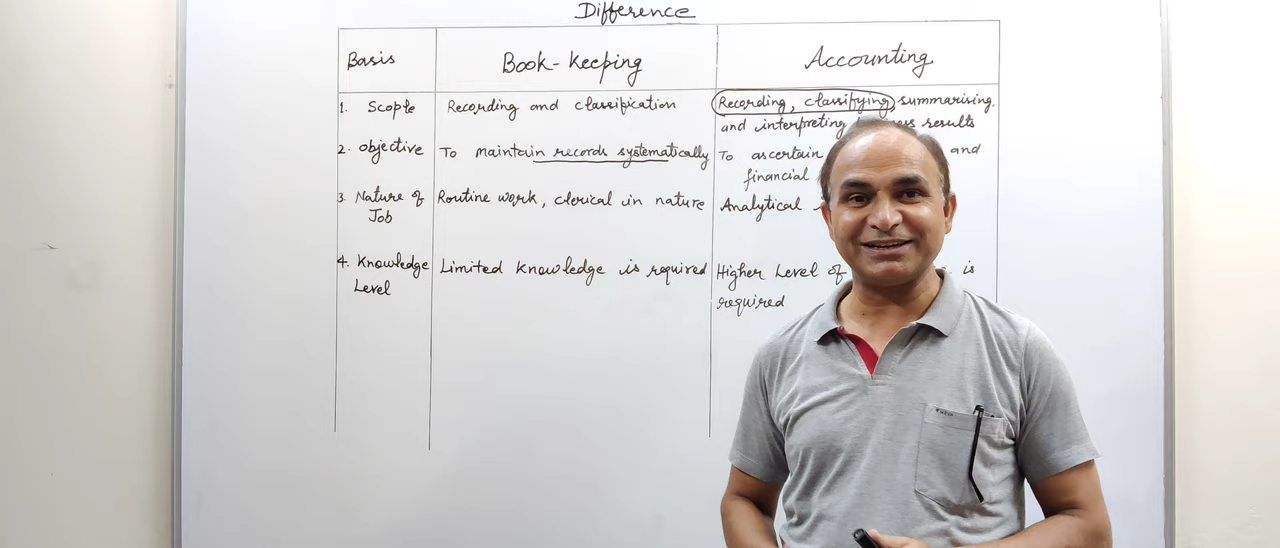 Difference
Basis Book-keeping Accounting
1. Scople Recording and classification Recording, classifying, summarising.
and interpreting results
2. Objective To maintain records systematically To ascertain and
financial
3. Nature of Routine work, clerical in nature Analytical
Job
4. Knowledge Limited knowledge is required Higher Level of is
Level required